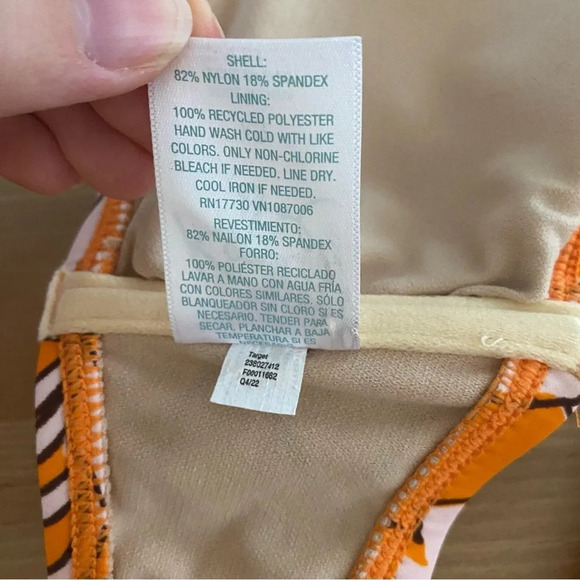 SHELL:
82% NYLON 18% SPANDEX
LINING:
100% RECYCLED POLYESTER
HAND WASH COLD WITH LIKE
COLORS. ONLY NON-CHLORINE
BLEACH IF NEEDED. LINE DRY.
COOL IRON IF NEEDED.
RN17730 VN1087006
REVESTIMIENTO:
82% NAILON 18% SPANDEX
FORRO:
100% POLIÉSTER RECICLADO
LAVAR A MANO CON AGUA FRÍA
CON COLORES SIMILARES. SÓLO
BLANQUEADOR SIN CLORO SI ES
NECESARIO. TENDER PARA
SECAR. PLANCHAR A BAJA
TEMPERATURA SI ES
Target
238027412
F00011662
Q4/22